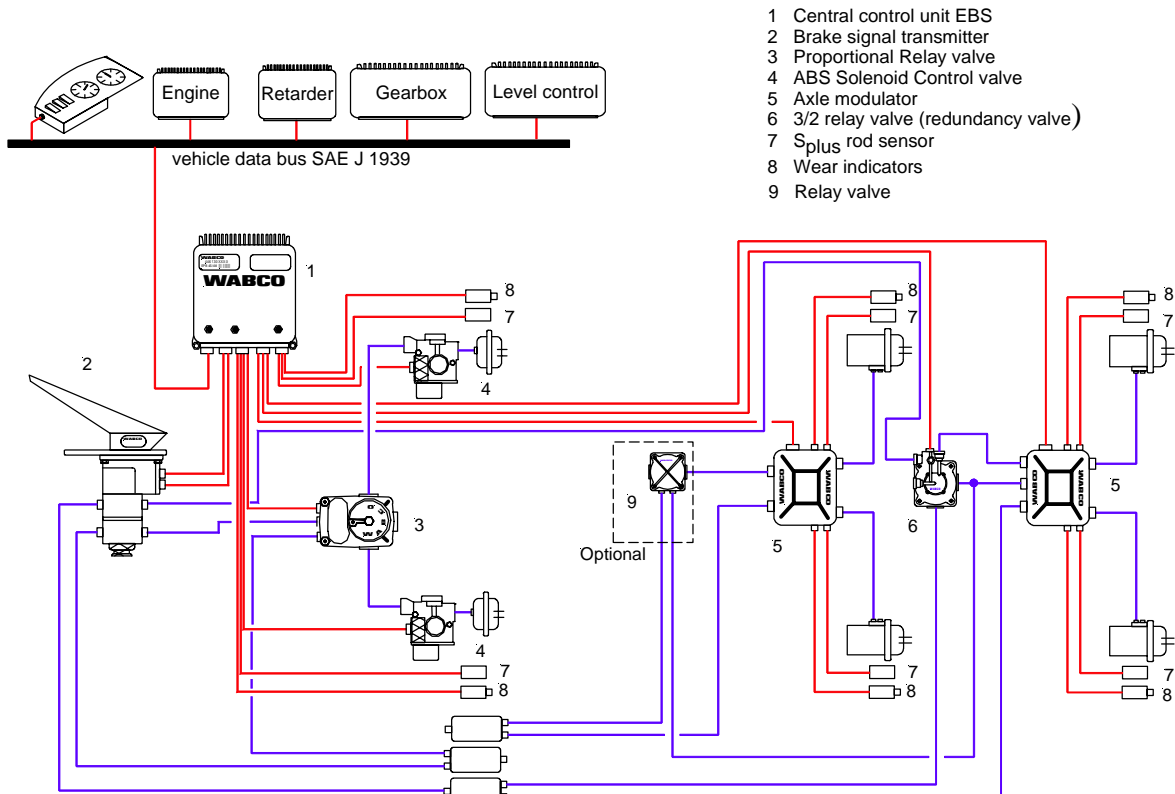 1 Central control unit EBS
2 Brake signal transmitter
3 Proportional Relay valve
4 ABS Solenoid Control valve
5 Axle modulator
6 3/2 relay valve (redundancy valve)
7 Splus rod sensor
8 Wear indicators
9 Relay valve
Engine
Retarder
Gearbox
Level control
vehicle data bus SAE J 1939
WABCO
1
8
7
4
2
WABCO
8
7
8
7
3
9
Optional
WABCO
5
6
WABCO
5
4
7
8
7
8
7
8